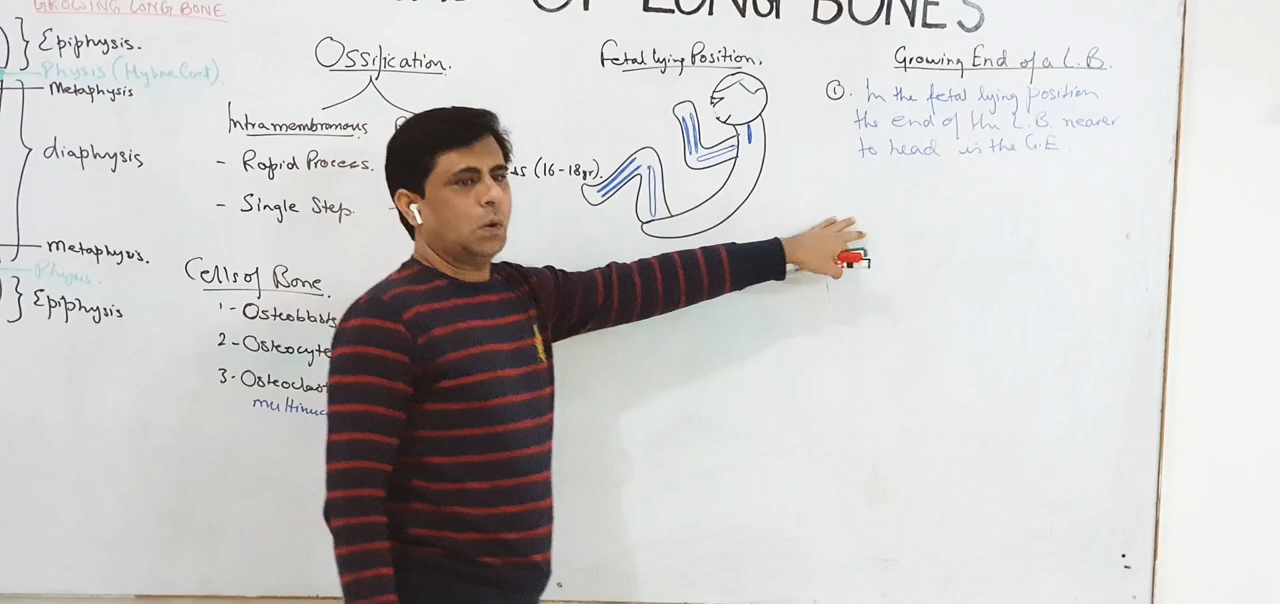 GROWING LONG BONE
OF LONG BONES
Epiphysis.
Physis (Hyline Cart).
Metaphysis
diaphysis
Metaphysis.
Physis.
Epiphysis
Ossification.
Intramembranous
- Rapid Process.
- Single Step.
(16-18yr).
Cells of Bone
1- Osteoblasts
2- Osteocyte
3- Osteoclast
multinuc
Fetal lying Position.
Growing End of a L.B.
①. In the fetal lying position
the end of the L.B. nearer
to head is the G.E.